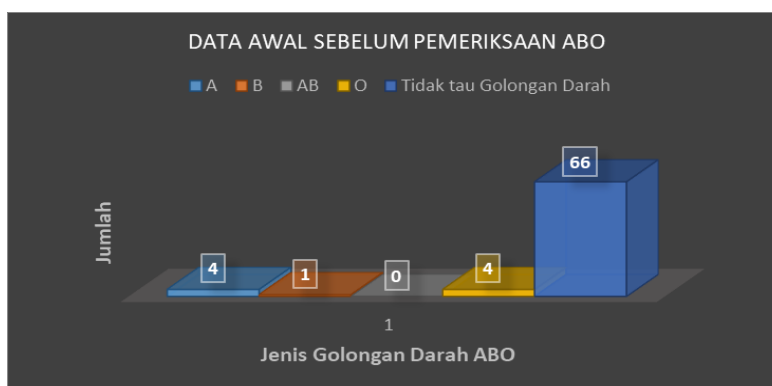 DATA AWAL SEBELUM PEMERIKSAAN ABO
A B AB O Tidak tau Golongan Darah
Jumlah
4 1 0 4 66
1
Jenis Golongan Darah ABO